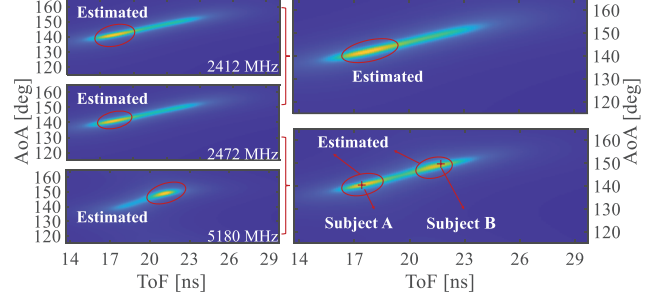 160
150
140
130
120
Estimated
2412 MHz
160
150
140
130
120
Estimated
2472 MHz
160
150
140
130
120
Estimated
5180 MHz
AoA [deg]
14 17 20 23 26 29
ToF [ns]
Estimated
160
150
140
130
120
Estimated
Subject A
Subject B
160
150
140
130
120
AoA [deg]
14 17 20 23 26 29
ToF [ns]